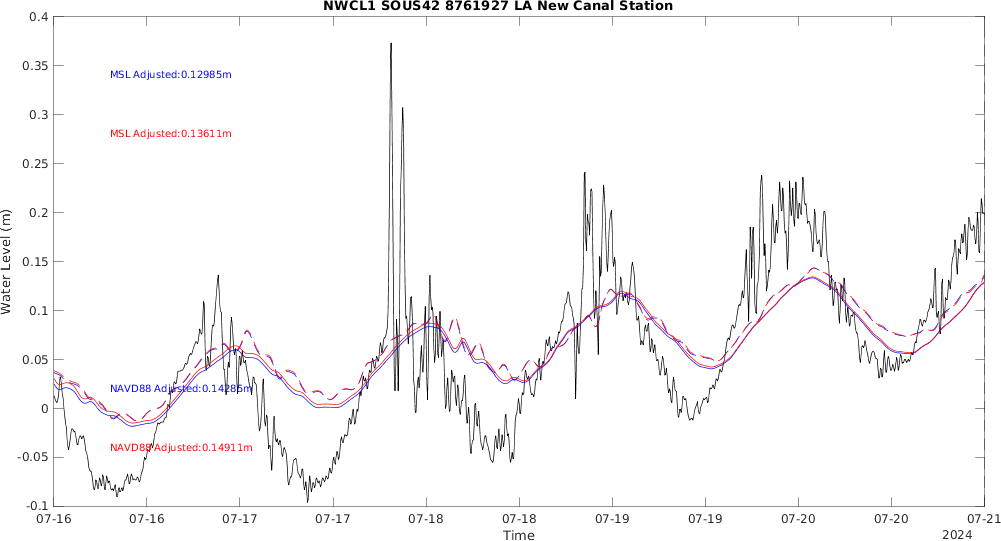 NWCL1 SOUS42 8761927 LA New Canal Station
0.4
0.35
MSL Adjusted:0.12985m
0.3
MSL Adjusted:0.13611m
0.25
0.2
Water Level (m)
0.15
0.1
0.05
NAVD88 Adjusted:0.14285m
0
NAVD88 Adjusted:0.14911m
-0.05
-0.1
07-16 07-16 07-17 07-17 07-18 07-18 07-19 07-19 07-20 07-20 07-21
Time
2024